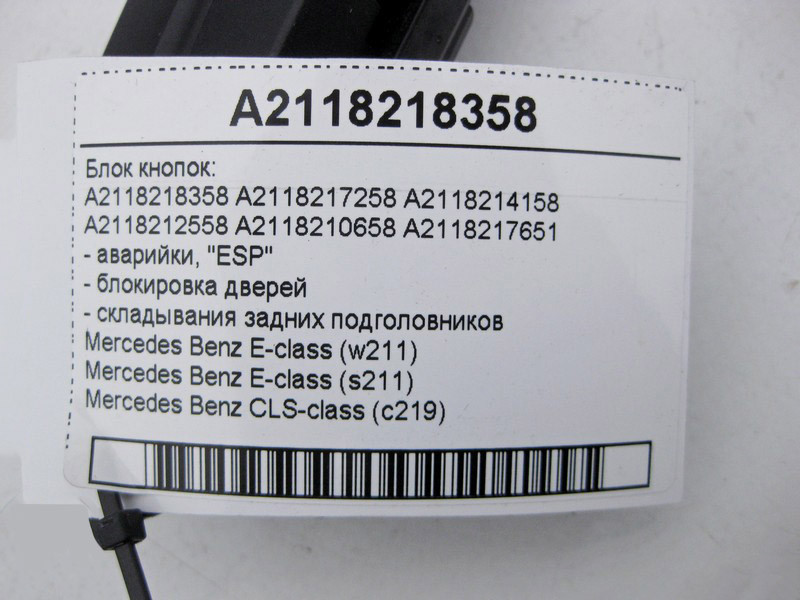 A2118218358
Блок кнопок:
A2118218358 A2118217258 A2118214158
A2118212558 A2118210658 A2118217651
- аварийки, "ESP"
- блокировка дверей
- складывания задних подголовников
Mercedes Benz E-class (w211)
Mercedes Benz E-class (s211)
Mercedes Benz CLS-class (c219)